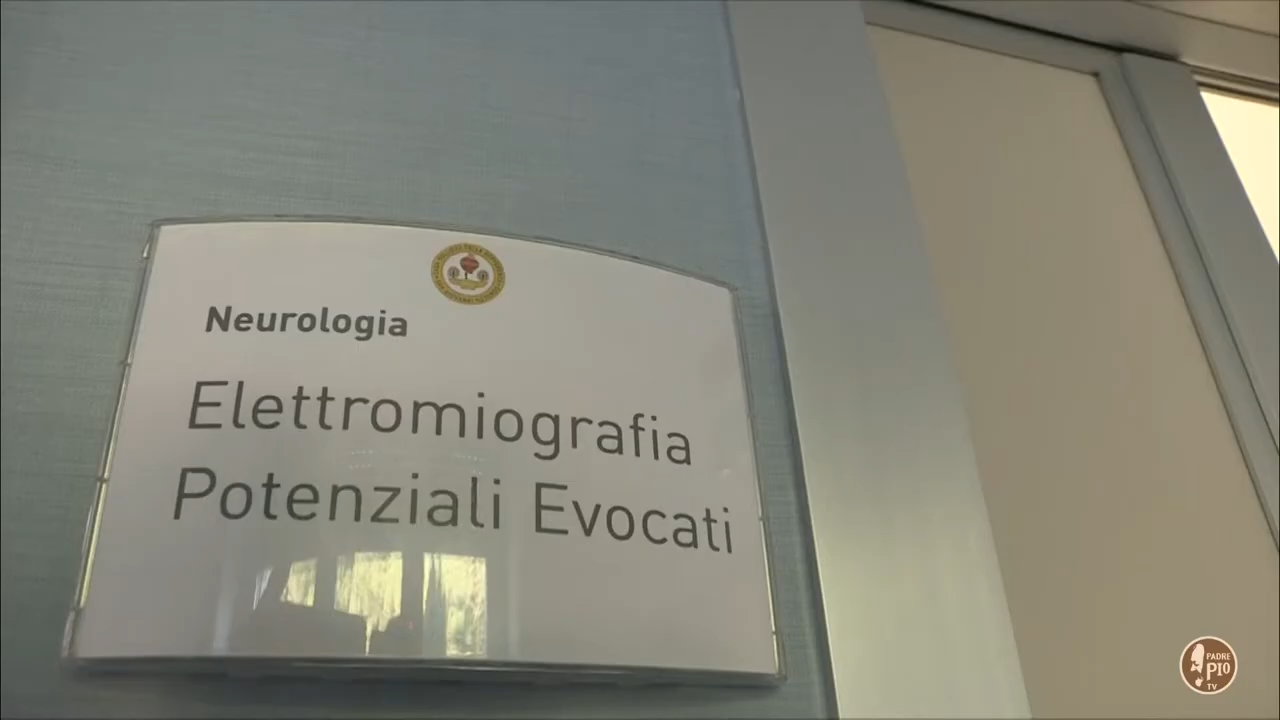 Neurologia
Elettromiografia
Potenziali Evocati
PADRE
PIO
TV